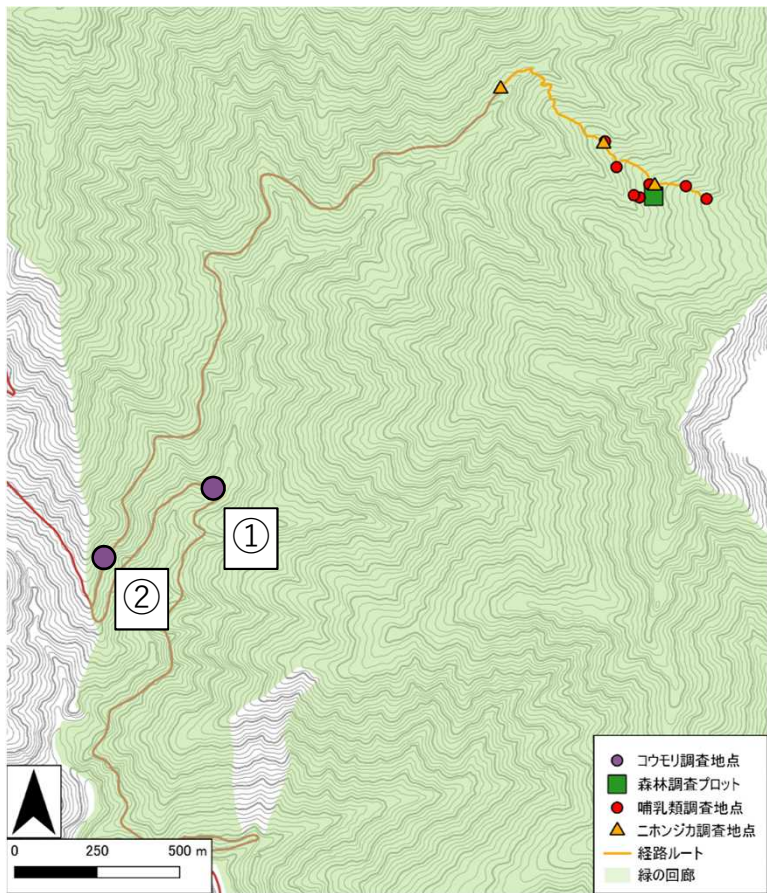 ①
②
コウモリ調査地点
森林調査プロット
哺乳類調査地点
ニホンジカ調査地点
経路ルート
緑の回廊
0 250 500 m